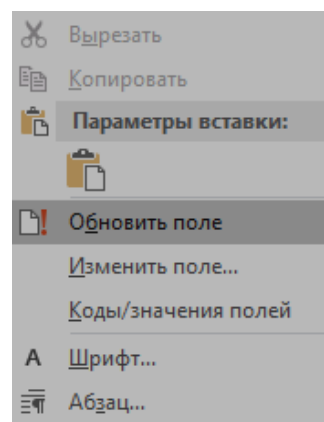 Вырезать
Копировать
Параметры вставки:
Обновить поле
Изменить поле...
Коды/значения полей
А Шрифт...
Абзац...